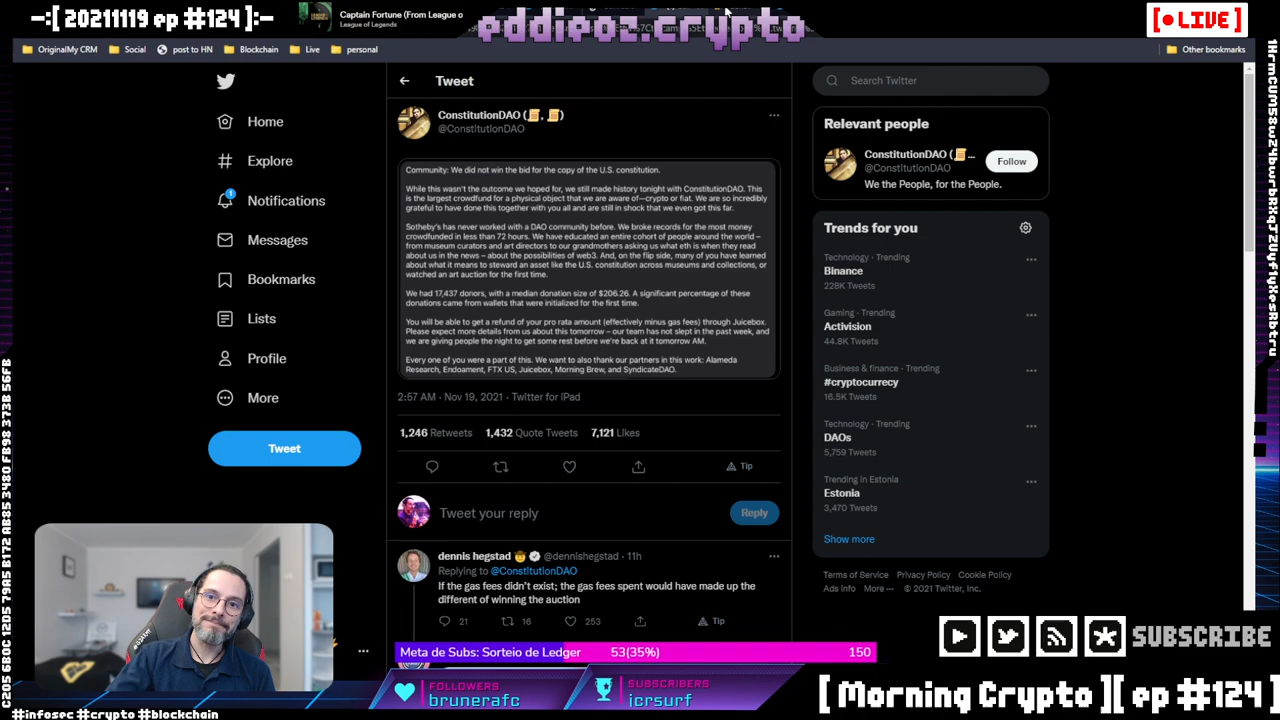 -:[ 20211119 ep #124 ]:-
Captain Fortune (From League o
League of Legends
eddieoz.crypto
[● LIVE ]
OriginalMy CRM
Social
post to HN
Blockchain
Live
personal
Other bookmarks
Home
Explore
1
Notifications
Messages
Bookmarks
Lists
Profile
More
Tweet
Tweet
ConstitutionDAO (📜, 📜)
@ConstitutionDAO
Community: We did not win the bid for the copy of the U.S. constitution.
While this wasn't the outcome we hoped for, we still made history tonight with ConstitutionDAO. This
is the largest crowdfund for a physical object that we are aware of—crypto or fiat. We are so incredibly
grateful to have done this together with you all and are still in shock that we even got this far.
Sotheby's has never worked with a DAO community before. We broke records for the most money
crowdfunded in less than 72 hours. We have educated an entire cohort of people around the world –
from museum curators and art directors to our grandmothers asking us what eth is when they read
about us in the news – about the possibilities of web3. And, on the flip side, many of you have learned
about what it means to steward an asset like the U.S. constitution across museums and collections, or
watched an art auction for the first time.
We had 17,437 donors, with a median donation size of $206.26. A significant percentage of these
donations came from wallets that were initialized for the first time.
You will be able to get a refund of your pro rata amount (effectively minus gas fees) through Juicebox.
Please expect more details from us about this tomorrow – our team has not slept in the past week, and
we are giving people the night to get some rest before we're back at it tomorrow AM.
Every one of you were a part of this. We want to also thank our partners in this work: Alameda
Research, Endaoment, FTX US, Juicebox, Morning Brew, and SyndicateDAO.
2:57 AM · Nov 19, 2021 · Twitter for iPad
1,246 Retweets 1,432 Quote Tweets 7,121 Likes
Tip
Tweet your reply
Reply
dennis hegstad 🤠 @dennishegstad · 11h
Replying to @ConstitutionDAO
If the gas fees didn't exist; the gas fees spent would have made up the
different of winning the auction
21 16 253 Tip
Search Twitter
Relevant people
ConstitutionDAO (📜...
@ConstitutionDAO
Follow
We the People, for the People.
Trends for you
Technology · Trending
Binance
228K Tweets
Gaming · Trending
Activision
44.8K Tweets
Business & finance · Trending
#cryptocurrecy
16.5K Tweets
Technology · Trending
DAOs
5,759 Tweets
Trending in Estonia
Estonia
3,470 Tweets
Show more
Terms of Service Privacy Policy Cookie Policy
Ads info More ··· © 2021 Twitter, Inc.
Meta de Subs: Sorteio de Ledger 53(35%) 150
FOLLOWERS
brunerafc
SUBSCRIBERS
icrsurf
SUBSCRIBE
[ Morning Crypto ][ ep #124 ]
#infosec #crypto #blockchain